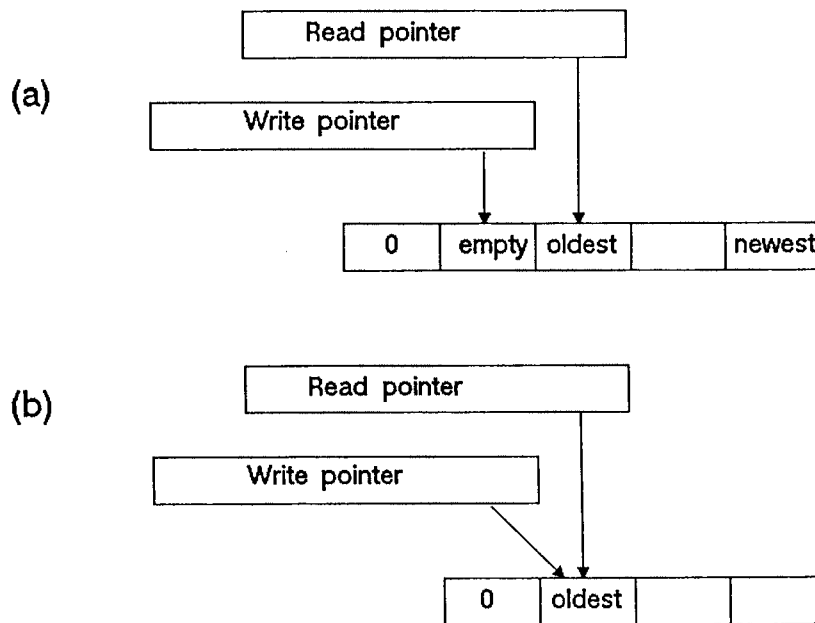 (a)
Read pointer
Write pointer
0 empty oldest newest
(b)
Read pointer
Write pointer
0 oldest